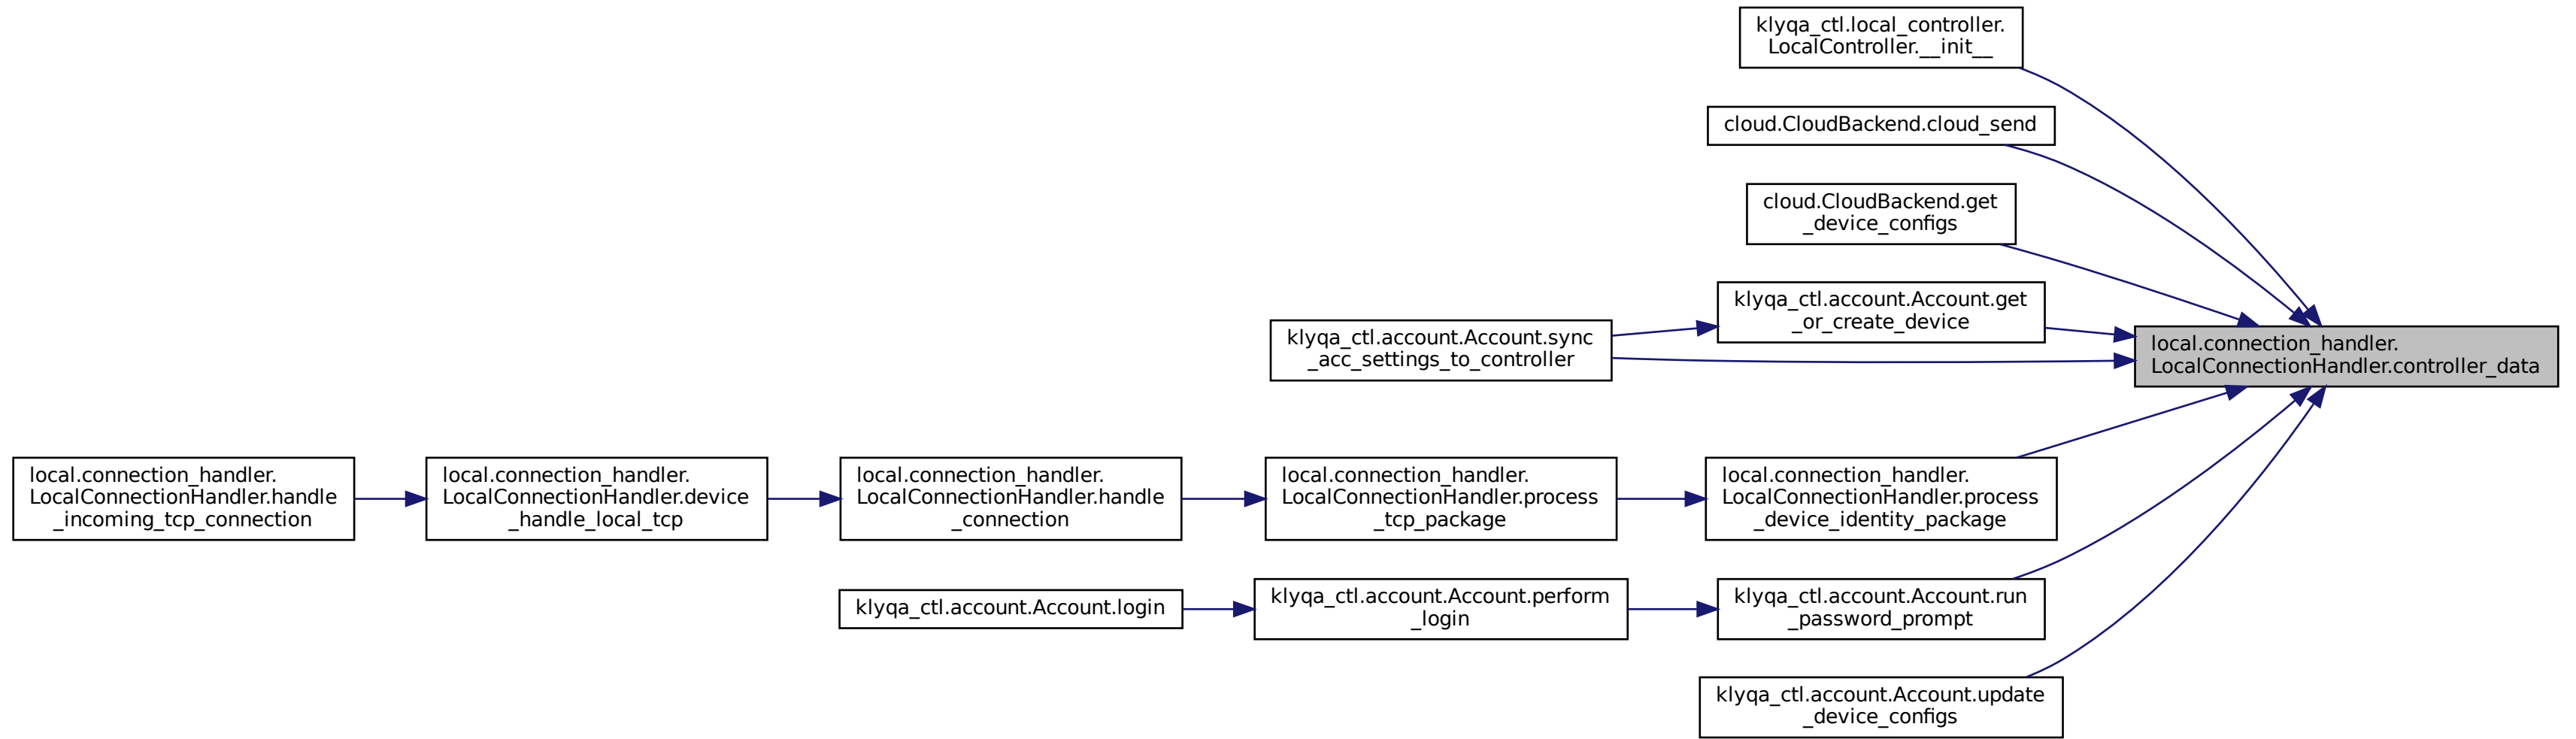 klyqa_ctl.local_controller.
LocalController.__init__
cloud.CloudBackend.cloud_send
cloud.CloudBackend.get
_device_configs
klyqa_ctl.account.Account.get
_or_create_device
klyqa_ctl.account.Account.sync
_acc_settings_to_controller
local.connection_handler.
LocalConnectionHandler.controller_data
local.connection_handler.
LocalConnectionHandler.handle
_incoming_tcp_connection
local.connection_handler.
LocalConnectionHandler.device
_handle_local_tcp
local.connection_handler.
LocalConnectionHandler.handle
_connection
local.connection_handler.
LocalConnectionHandler.process
_tcp_package
local.connection_handler.
LocalConnectionHandler.process
_device_identity_package
klyqa_ctl.account.Account.login
klyqa_ctl.account.Account.perform
_login
klyqa_ctl.account.Account.run
_password_prompt
klyqa_ctl.account.Account.update
_device_configs